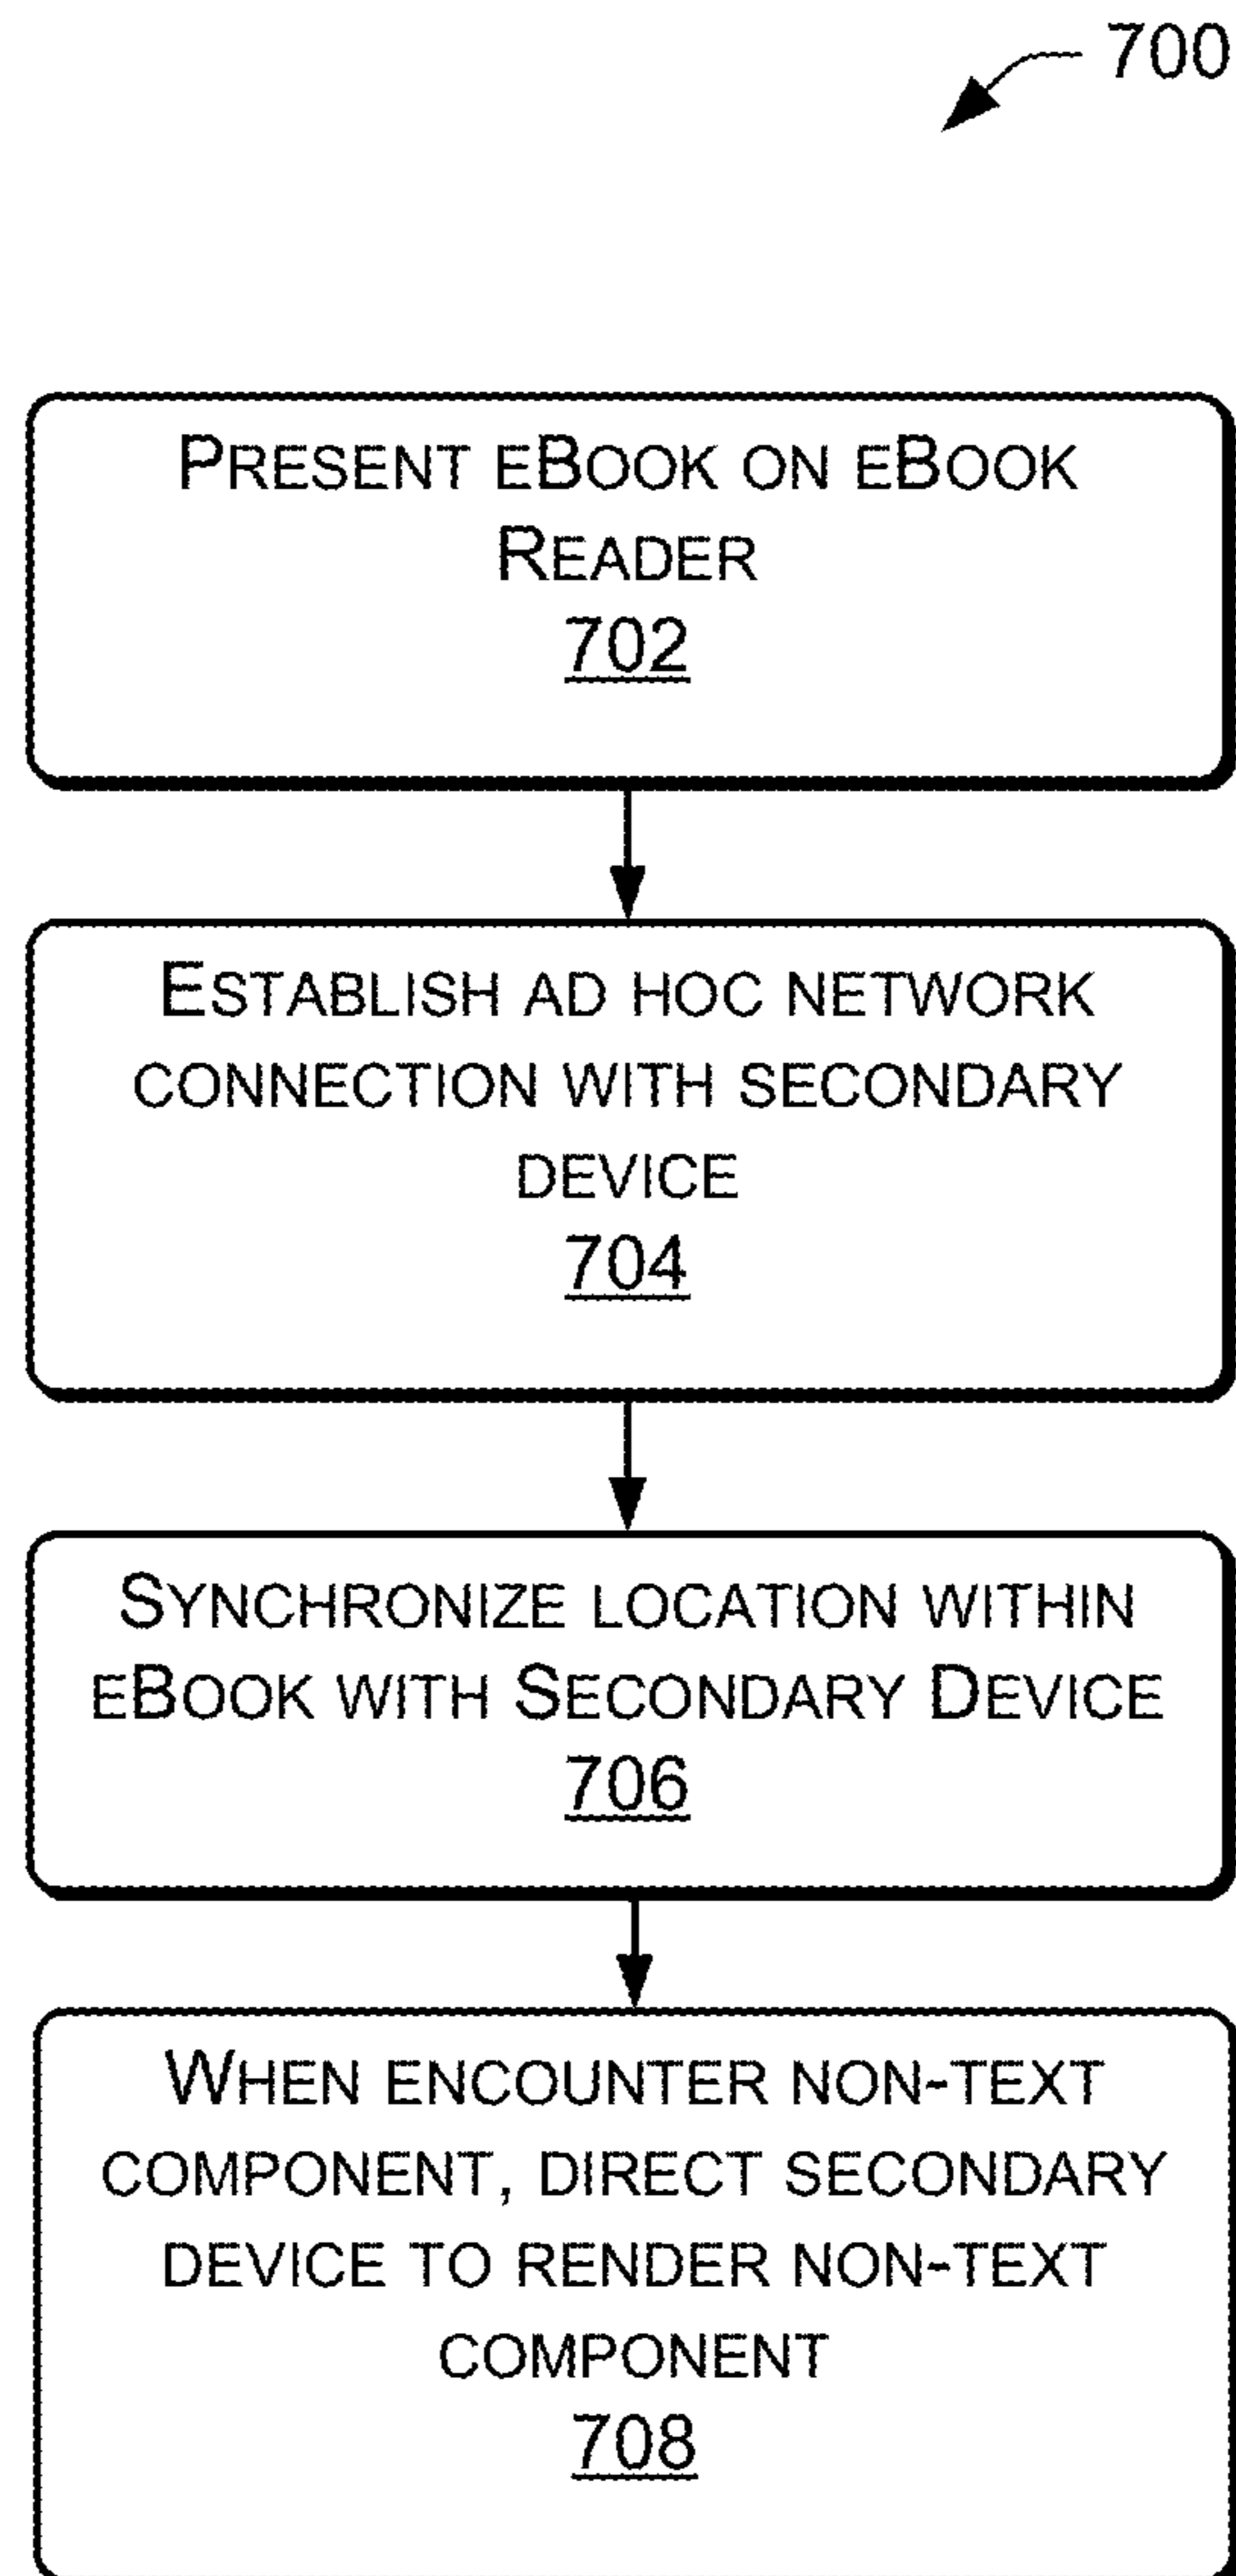 700
PRESENT EBOOK ON EBOOK
READER
702
ESTABLISH AD HOC NETWORK
CONNECTION WITH SECONDARY
DEVICE
704
SYNCHRONIZE LOCATION WITHIN
EBOOK WITH SECONDARY DEVICE
706
WHEN ENCOUNTER NON-TEXT
COMPONENT, DIRECT SECONDARY
DEVICE TO RENDER NON-TEXT
COMPONENT
708